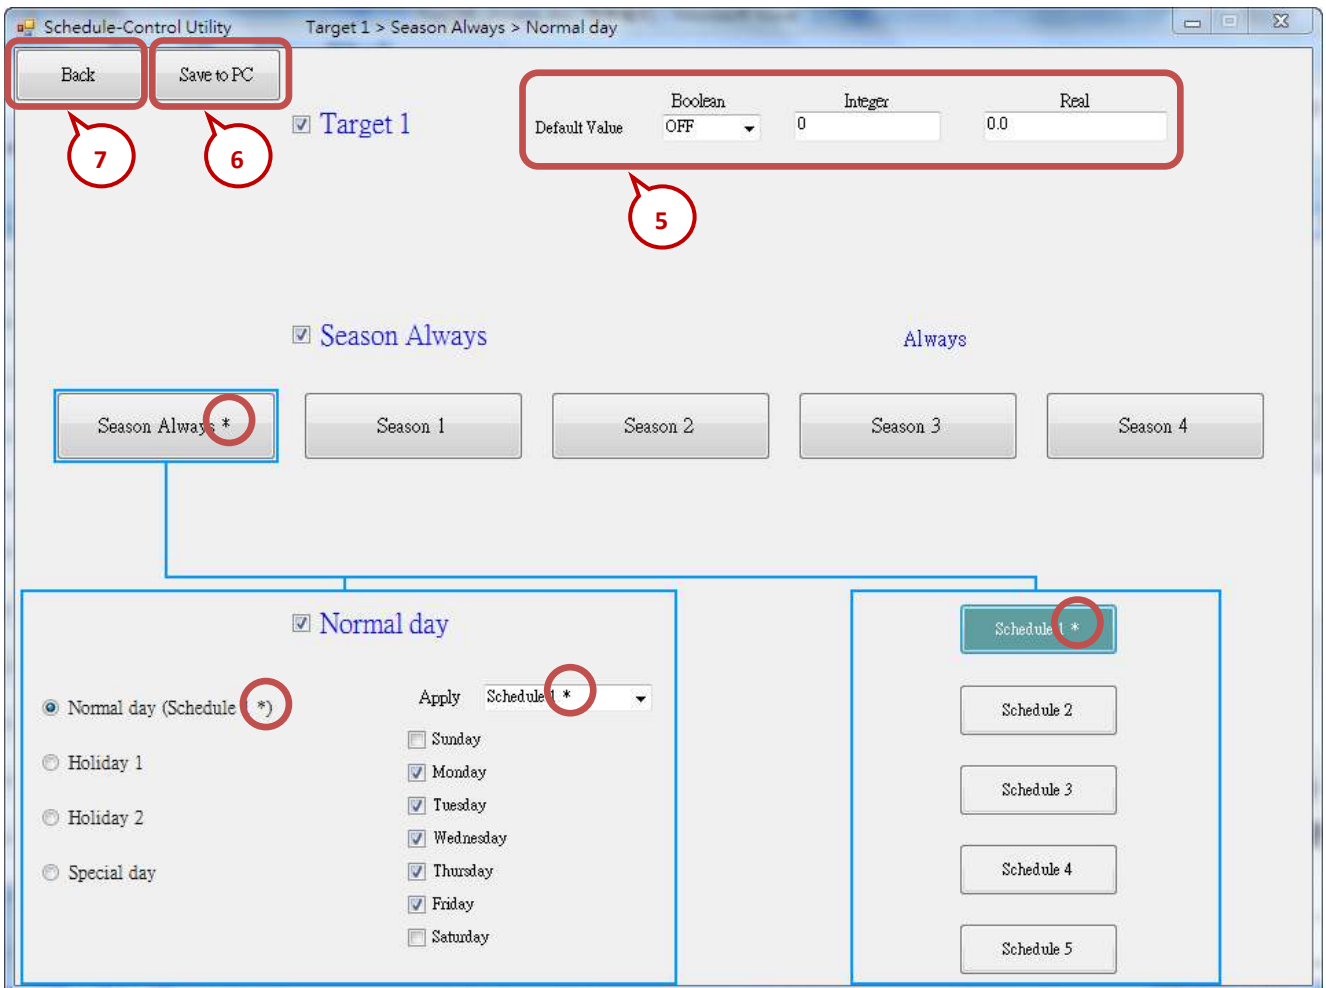 Schedule-Control Utility Target 1 > Season Always > Normal day
Back Save to PC
7 6
Target 1
Boolean Integer Real
Default Value OFF 0 0.0
5
Season Always Always
Season Always * Season 1 Season 2 Season 3 Season 4
Normal day
Apply Schedule 1 *
Normal day (Schedule *)
Holiday 1
Holiday 2
Special day
Sunday
Monday
Tuesday
Wednesday
Thursday
Friday
Saturday
Schedule 1 *
Schedule 2
Schedule 3
Schedule 4
Schedule 5